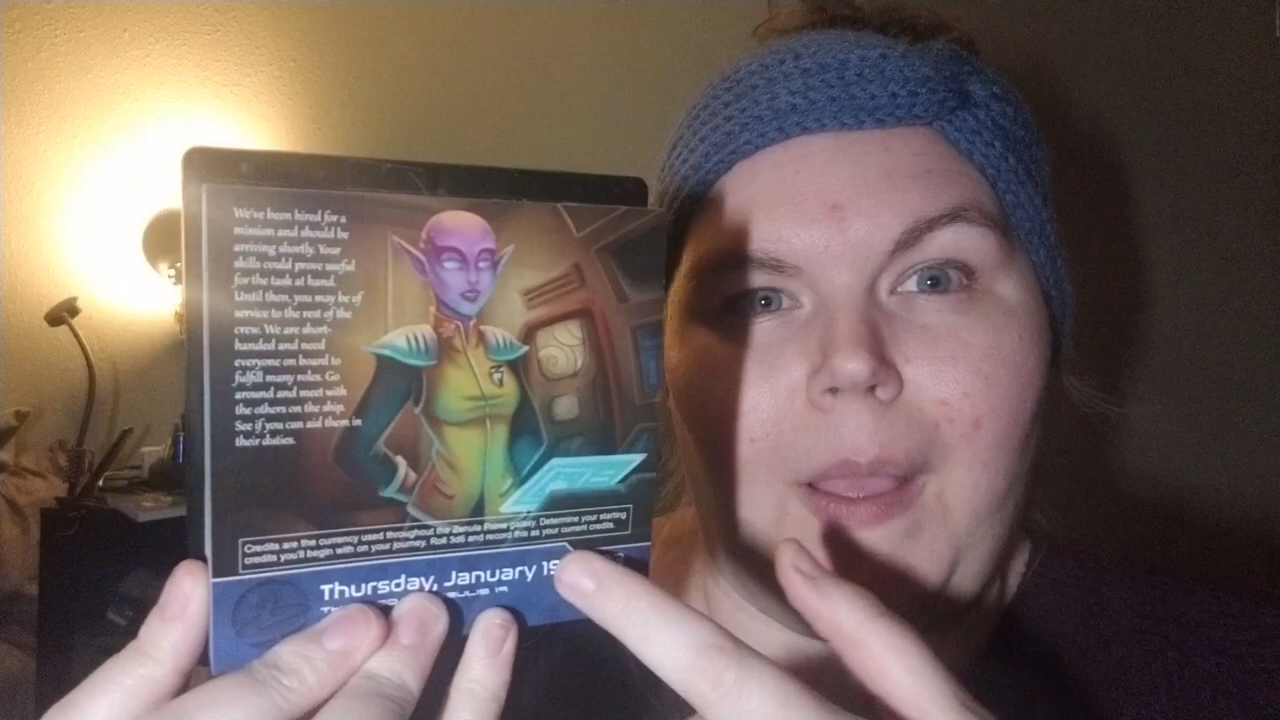 We've been hired for a
mission and should be
arriving shortly. Your
skills could prove useful
for the task at hand.
Until then, you may be of
service to the rest of the
crew. We are short-
handed and need
everyone on board to
fulfill many roles. Go
around and meet with
the others on the ship.
See if you can aid them in
their duties.
Credits are the currency used throughout the Zenula Prime galaxy. Determine your starting
credits you'll begin with on your journey. Roll 3d6 and record this as your current credits.
Thursday, January 19